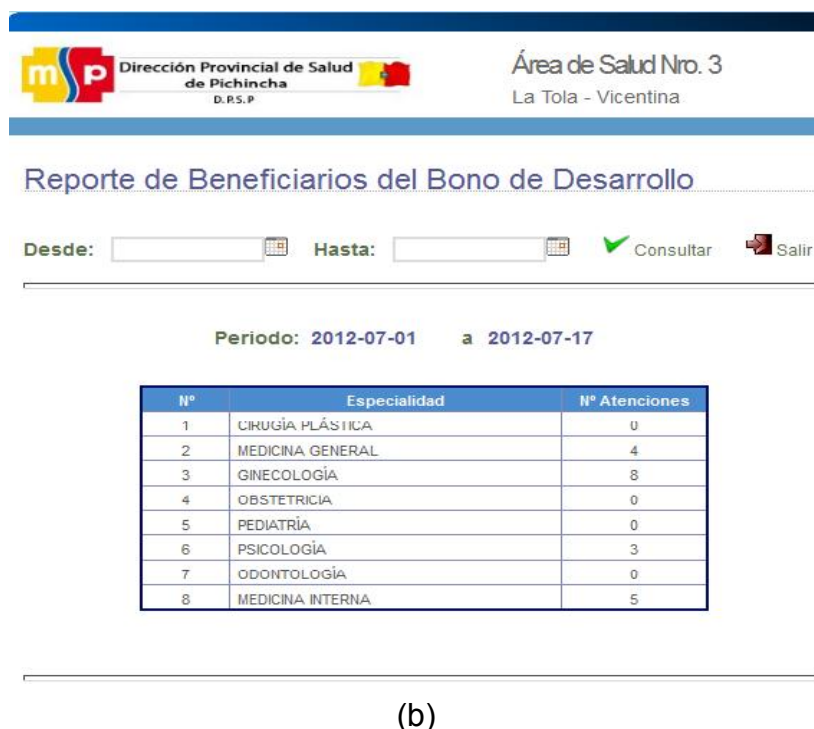 msp Dirección Provincial de Salud
de Pichincha
D.P.S.P
Área de Salud Nro. 3
La Tola - Vicentina
Reporte de Beneficiarios del Bono de Desarrollo
Desde: Hasta: Consultar Salir
Periodo: 2012-07-01 a 2012-07-17
Nº Especialidad Nº Atenciones
1 CIRUGÍA PLÁSTICA 0
2 MEDICINA GENERAL 4
3 GINECOLOGÍA 8
4 OBSTETRICIA 0
5 PEDIATRÍA 0
6 PSICOLOGÍA 3
7 ODONTOLOGÍA 0
8 MEDICINA INTERNA 5
(b)